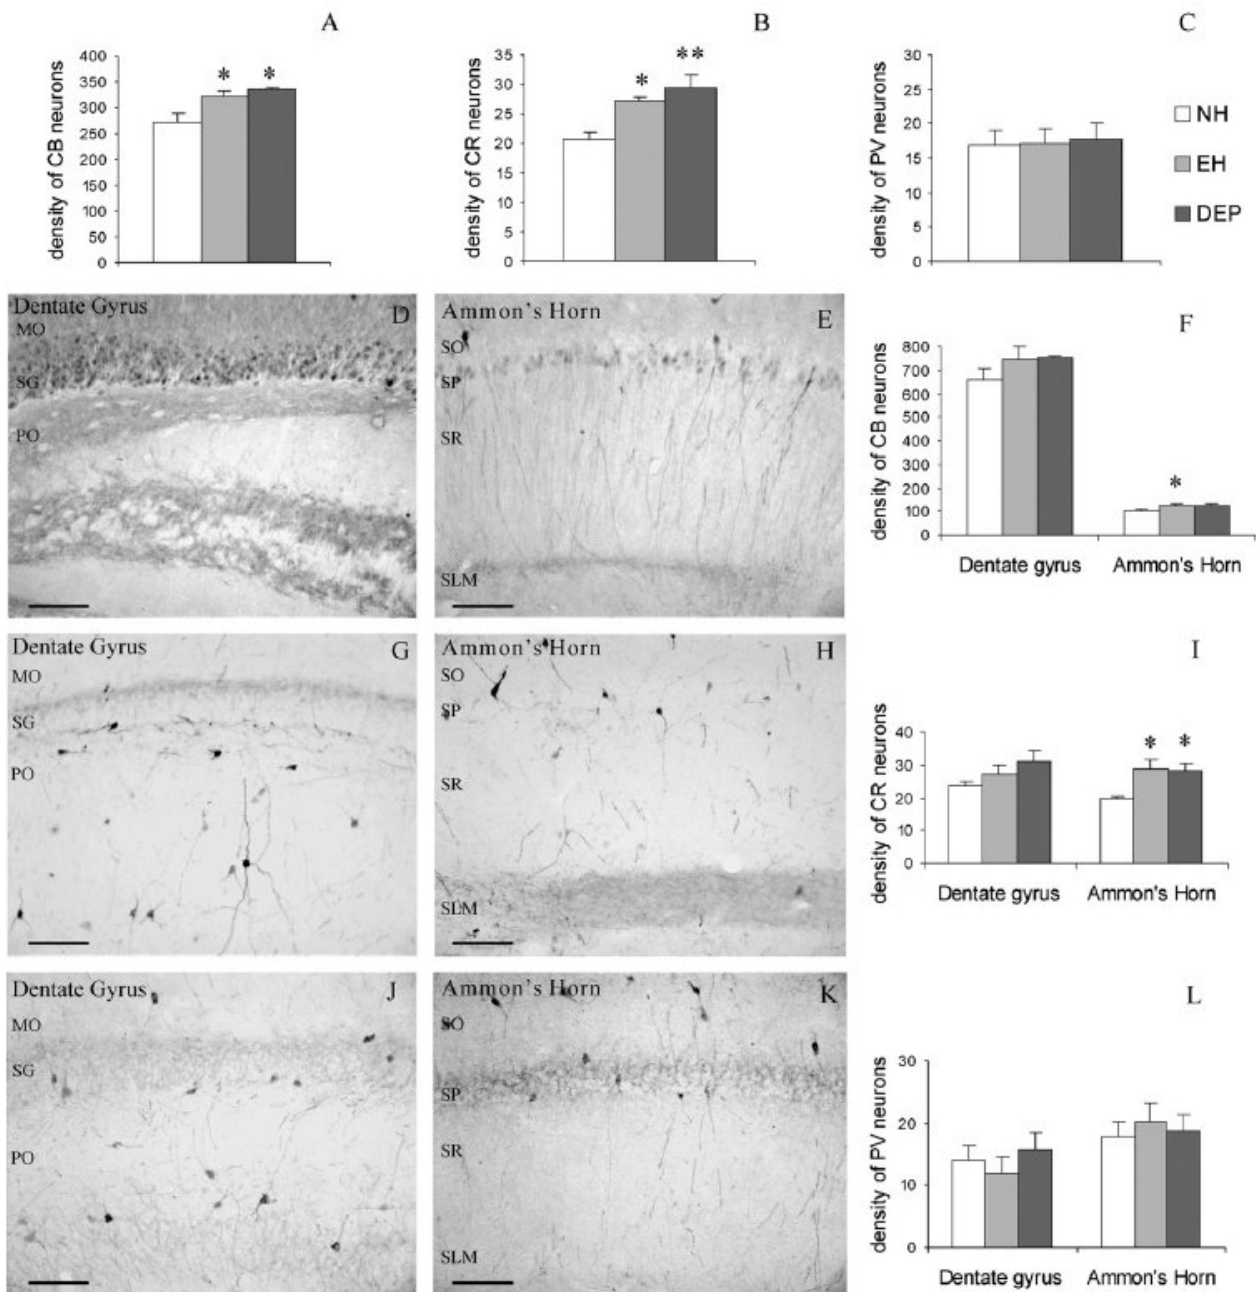 A
density of CB neurons
400
350
300
250
200
150
100
50
0
* *
B
density of CR neurons
35
30
25
20
15
10
5
0
* **
C
density of PV neurons
30
25
20
15
10
5
0
NH
EH
DEP
Dentate Gyrus
D
MO
SG
PO
Ammon's Horn
E
SO
SP
SR
SLM
F
density of CB neurons
800
700
600
500
400
300
200
100
0
*
Dentate gyrus Ammon's Horn
Dentate Gyrus
G
MO
SG
PO
Ammon's Horn
H
SO
SP
SR
SLM
I
density of CR neurons
40
30
20
10
0
* *
Dentate gyrus Ammon's Horn
Dentate Gyrus
J
MO
SG
PO
Ammon's Horn
K
SO
SP
SR
SLM
L
density of PV neurons
30
20
10
0
Dentate gyrus Ammon's Horn